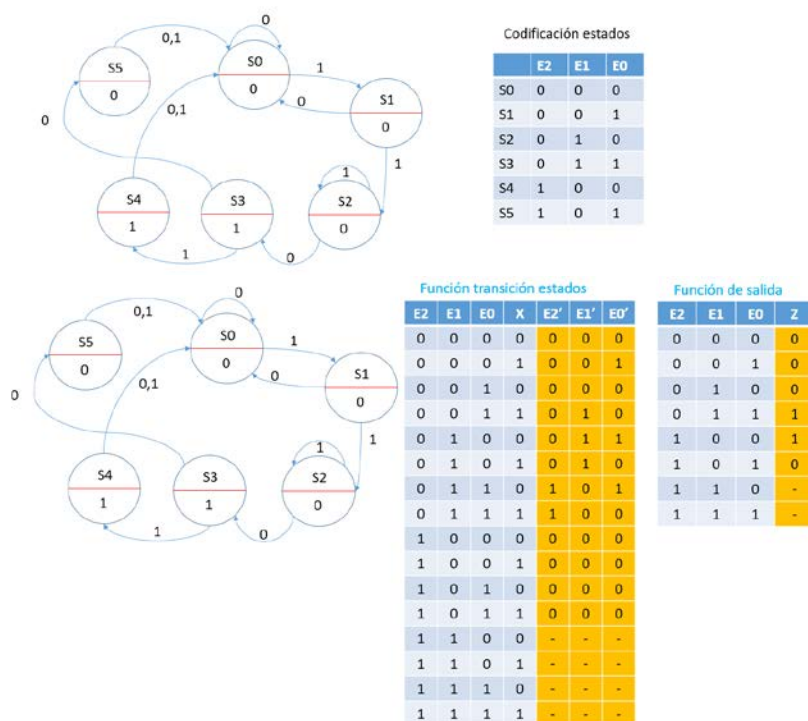 0
0,1
S5
0
S0
0
1
0
S1
0
0
0,1
1
S4
1
S3
1
S2
0
1
1
0
Codificación estados
E2 E1 E0
S0 0 0 0
S1 0 0 1
S2 0 1 0
S3 0 1 1
S4 1 0 0
S5 1 0 1
0
0,1
S5
0
S0
0
1
0
S1
0
0
0,1
1
S4
1
S3
1
S2
0
1
1
0
Función transición estados
E2 E1 E0 X E2' E1' E0'
0 0 0 0 0 0 0
0 0 0 1 0 0 1
0 0 1 0 0 0 0
0 0 1 1 0 1 0
0 1 0 0 0 1 1
0 1 0 1 0 1 0
0 1 1 0 1 0 1
0 1 1 1 1 0 0
1 0 0 0 0 0 0
1 0 0 1 0 0 0
1 0 1 0 0 0 0
1 0 1 1 0 0 0
1 1 0 0 - - -
1 1 0 1 - - -
1 1 1 0 - - -
1 1 1 1 - - -
Función de salida
E2 E1 E0 Z
0 0 0 0
0 0 1 0
0 1 0 0
0 1 1 1
1 0 0 1
1 0 1 0
1 1 0 -
1 1 1 -